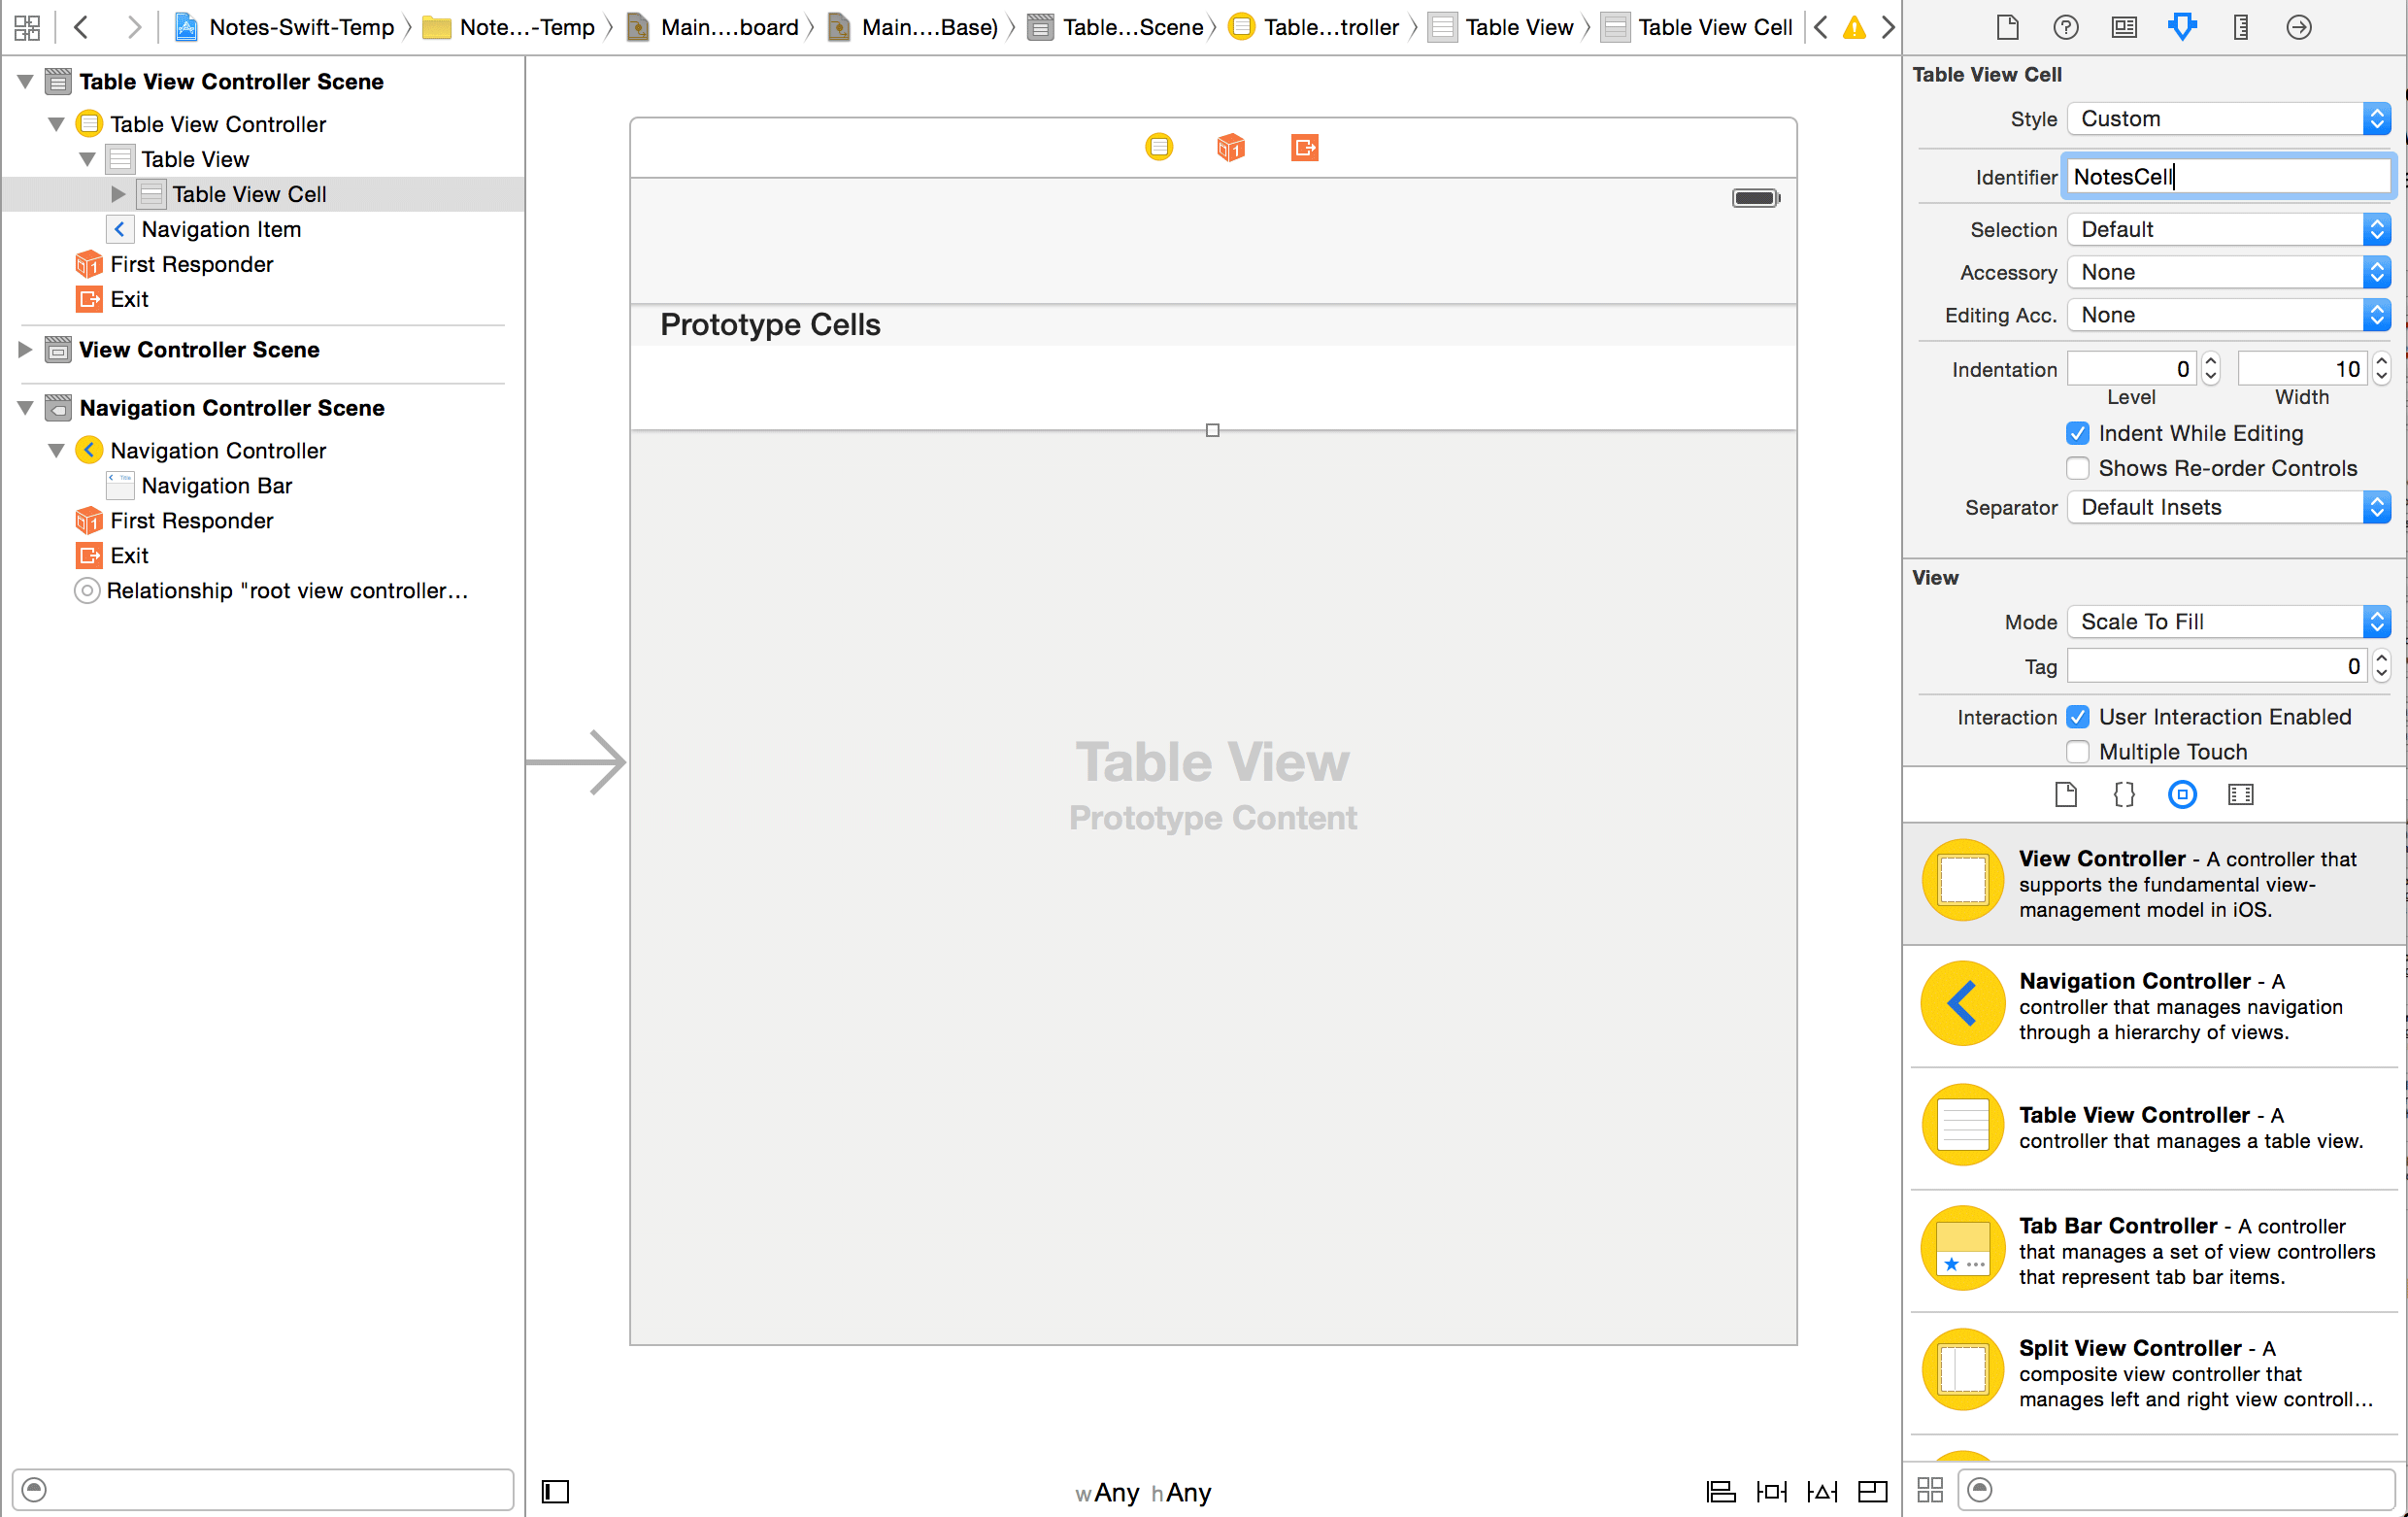 Notes-Swift-Temp
Note...-Temp
Main....board
Main....Base)
Table...Scene
Table...troller
Table View
Table View Cell
Table View Controller Scene
Table View Controller
Table View
Table View Cell
Navigation Item
First Responder
Exit
View Controller Scene
Navigation Controller Scene
Navigation Controller
Navigation Bar
First Responder
Exit
Relationship "root view controller...
Prototype Cells
Table View
Prototype Content
wAny hAny
Table View Cell
Style Custom
Identifier NotesCell
Selection Default
Accessory None
Editing Acc. None
Indentation 0 10
Level Width
Indent While Editing
Shows Re-order Controls
Separator Default Insets
View
Mode Scale To Fill
Tag 0
Interaction User Interaction Enabled
Multiple Touch
View Controller - A controller that
supports the fundamental view-
management model in iOS.
Navigation Controller - A
controller that manages navigation
through a hierarchy of views.
Table View Controller - A
controller that manages a table view.
Tab Bar Controller - A controller
that manages a set of view controllers
that represent tab bar items.
Split View Controller - A
composite view controller that
manages left and right view controll...